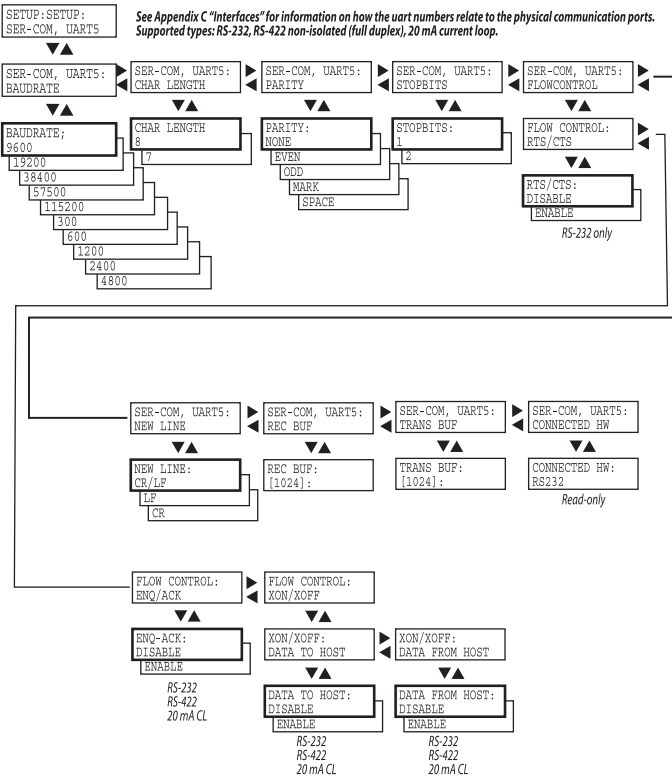 SETUP:SETUP:
SER-COM, UART5
See Appendix C “Interfaces” for information on how the uart numbers relate to the physical communication ports.
Supported types: RS-232, RS-422 non-isolated (full duplex), 20 mA current loop.
SER-COM, UART5:
BAUDRATE
SER-COM, UART5:
CHAR LENGTH
SER-COM, UART5:
PARITY
SER-COM, UART5:
STOPBITS
SER-COM, UART5:
FLOWCONTROL
BAUDRATE;
9600
19200
38400
57500
115200
300
600
1200
2400
4800
CHAR LENGTH
8
7
PARITY:
NONE
EVEN
ODD
MARK
SPACE
STOPBITS:
1
2
FLOW CONTROL:
RTS/CTS
RTS/CTS:
DISABLE
ENABLE
RS-232 only
SER-COM, UART5:
NEW LINE
SER-COM, UART5:
REC BUF
SER-COM, UART5:
TRANS BUF
SER-COM, UART5:
CONNECTED HW
NEW LINE:
CR/LF
LF
CR
REC BUF:
[1024]:
TRANS BUF:
[1024]:
CONNECTED HW:
RS232
Read-only
FLOW CONTROL:
ENQ/ACK
FLOW CONTROL:
XON/XOFF
ENQ-ACK:
DISABLE
ENABLE
RS-232
RS-422
20 mA CL
XON/XOFF:
DATA TO HOST
XON/XOFF:
DATA FROM HOST
DATA TO HOST:
DISABLE
ENABLE
RS-232
RS-422
20 mA CL
DATA FROM HOST:
DISABLE
ENABLE
RS-232
RS-422
20 mA CL